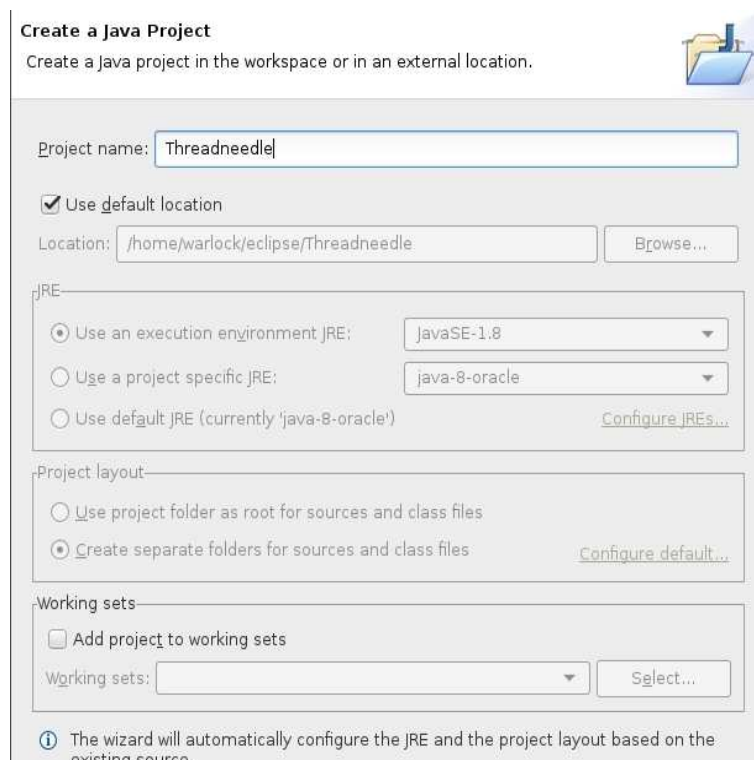 Create a Java Project
Create a Java project in the workspace or in an external location.
Project name: Threadneedle
Use default location
Location: /home/warlock/eclipse/Threadneedle Browse...
JRE
Use an execution environment JRE: JavaSE-1.8
Use a project specific JRE: java-8-oracle
Use default JRE (currently 'java-8-oracle') Configure JREs...
Project layout
Use project folder as root for sources and class files
Create separate folders for sources and class files Configure default...
Working sets
Add project to working sets
Working sets: Select...
The wizard will automatically configure the JRE and the project layout based on the
existing source